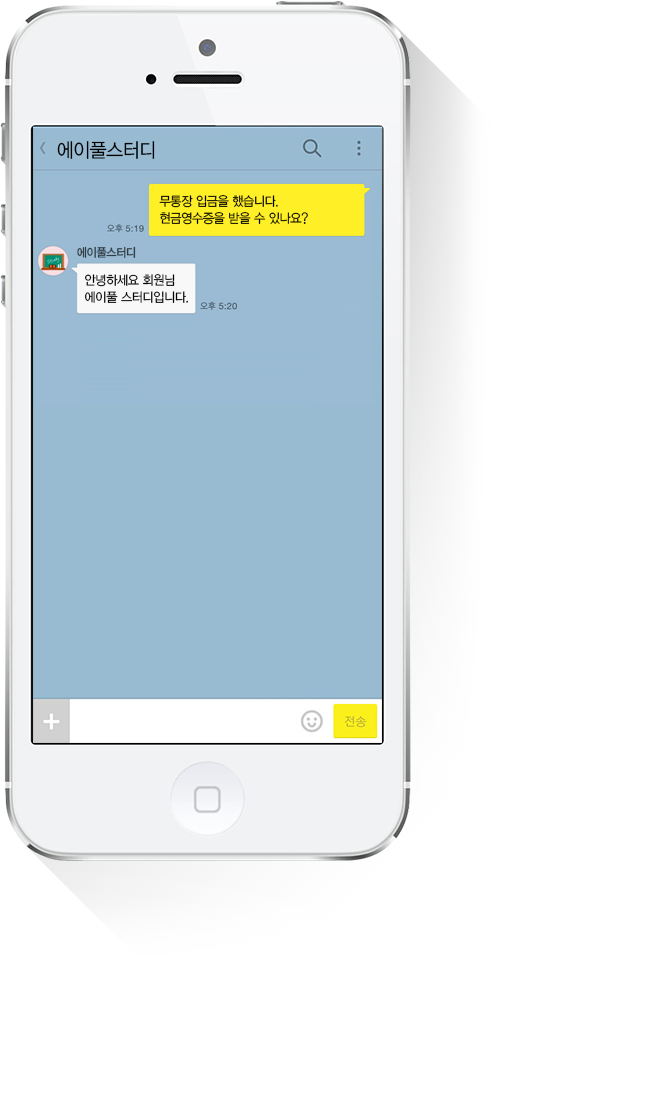 에이풀스터디
무통장 입금을 했습니다.
현금영수증을 받을 수 있나요?
오후 5:19
에이풀스터디
안녕하세요 회원님
에이풀 스터디입니다.
오후 5:20
전송